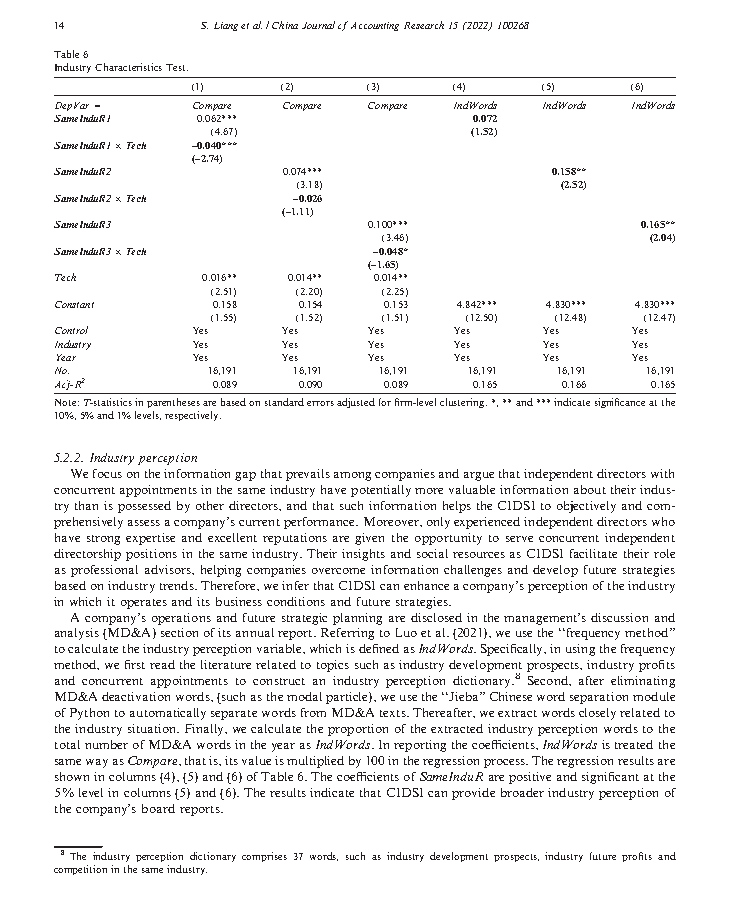 14 S. Liang et al. / China Journal of Accounting Research 15 (2022) 100268
Table 6
Industry Characteristics Test.
(1) (2) (3) (4) (5) (6)
DepVar = Compare Compare Compare IndWords IndWords IndWords
SameInduR1 0.062*** 0.072
(4.67) (1.52)
SameInduR1 × Tech −0.040***
(−2.74)
SameInduR2 0.074*** 0.158**
(3.18) (2.52)
SameInduR2 × Tech −0.026
(−1.11)
SameInduR3 0.100*** 0.165**
(3.46) (2.04)
SameInduR3 × Tech −0.048*
(−1.65)
Tech 0.016** 0.014** 0.014**
(2.51) (2.20) (2.25)
Constant 0.158 0.154 0.153 4.842*** 4.830*** 4.830***
(1.55) (1.52) (1.51) (12.50) (12.48) (12.47)
Control Yes Yes Yes Yes Yes Yes
Industry Yes Yes Yes Yes Yes Yes
Year Yes Yes Yes Yes Yes Yes
No. 16,191 16,191 16,191 16,191 16,191 16,191
Adj-R² 0.089 0.090 0.089 0.165 0.166 0.165
Note: T-statistics in parentheses are based on standard errors adjusted for firm-level clustering. *, ** and *** indicate significance at the
10%, 5% and 1% levels, respectively.
5.2.2. Industry perception
We focus on the information gap that prevails among companies and argue that independent directors with
concurrent appointments in the same industry have potentially more valuable information about their indus-
try than is possessed by other directors, and that such information helps the CIDSI to objectively and com-
prehensively assess a company's current performance. Moreover, only experienced independent directors who
have strong expertise and excellent reputations are given the opportunity to serve concurrent independent
directorship positions in the same industry. Their insights and social resources as CIDSI facilitate their role
as professional advisors, helping companies overcome information challenges and develop future strategies
based on industry trends. Therefore, we infer that CIDSI can enhance a company's perception of the industry
in which it operates and its business conditions and future strategies.
A company's operations and future strategic planning are disclosed in the management's discussion and
analysis (MD&A) section of its annual report. Referring to Luo et al. (2021), we use the "frequency method"
to calculate the industry perception variable, which is defined as IndWords. Specifically, in using the frequency
method, we first read the literature related to topics such as industry development prospects, industry profits
and concurrent appointments to construct an industry perception dictionary.⁸ Second, after eliminating
MD&A deactivation words, (such as the modal particle), we use the "Jieba" Chinese word separation module
of Python to automatically separate words from MD&A texts. Thereafter, we extract words closely related to
the industry situation. Finally, we calculate the proportion of the extracted industry perception words to the
total number of MD&A words in the year as IndWords. In reporting the coefficients, IndWords is treated the
same way as Compare, that is, its value is multiplied by 100 in the regression process. The regression results are
shown in columns (4), (5) and (6) of Table 6. The coefficients of SameInduR are positive and significant at the
5% level in columns (5) and (6). The results indicate that CIDSI can provide broader industry perception of
the company's board reports.
⁸ The industry perception dictionary comprises 37 words, such as industry development prospects, industry future profits and
competition in the same industry.